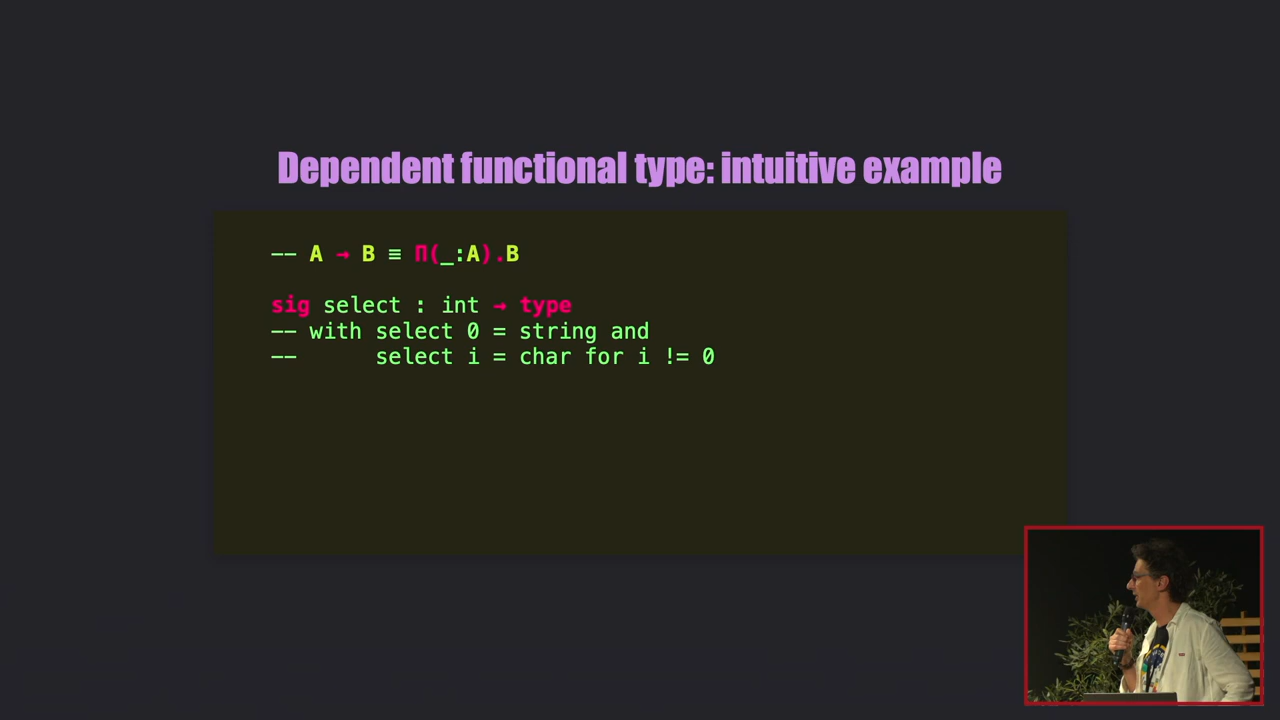 Dependent functional type: intuitive example
-- A → B ≡ Π(_:A).B
sig select : int → type
-- with select 0 = string and
--      select i = char for i != 0